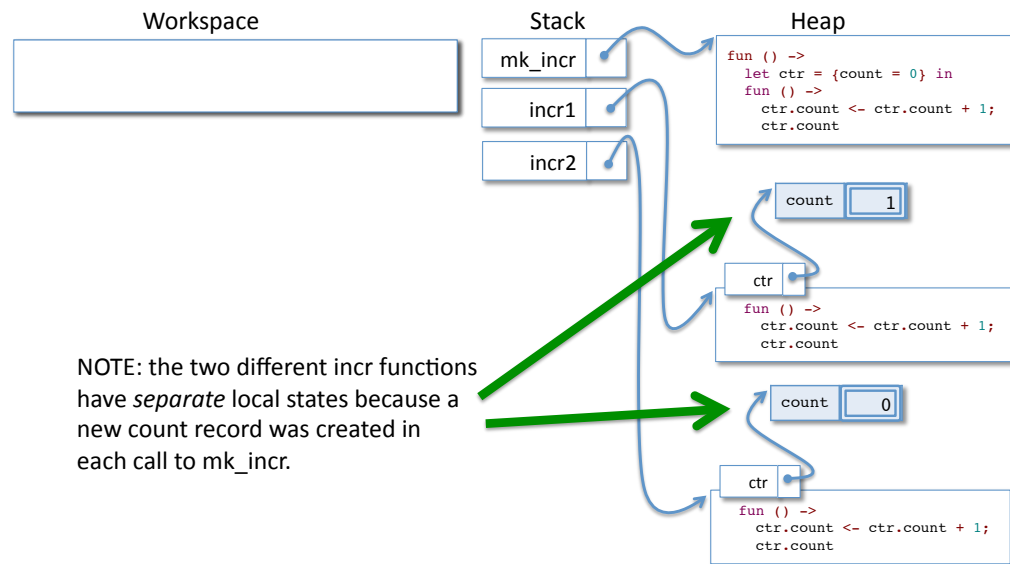 Workspace
Stack
Heap
mk_incr
incr1
incr2
fun () ->
let ctr = {count = 0} in
fun () ->
ctr.count <- ctr.count + 1;
ctr.count
count 1
ctr
fun () ->
ctr.count <- ctr.count + 1;
ctr.count
NOTE: the two different incr functions
have separate local states because a
new count record was created in
each call to mk_incr.
count 0
ctr
fun () ->
ctr.count <- ctr.count + 1;
ctr.count